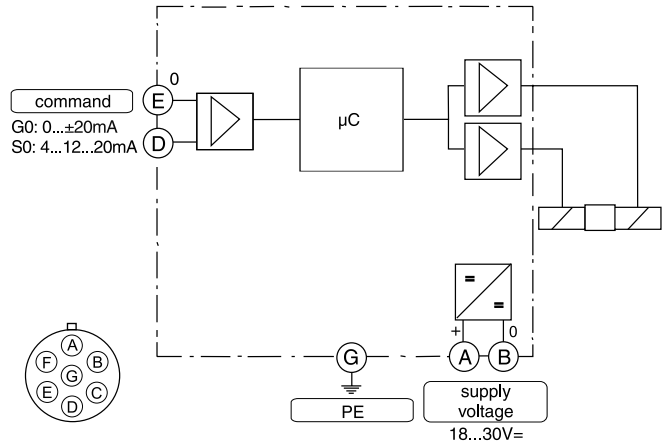 E
0
command
G0: 0...±20mA
S0: 4...12...20mA
D
µC
=
=
+
0
A
G
A
B
F
B
G
E
C
D
PE
supply
voltage
18...30V=